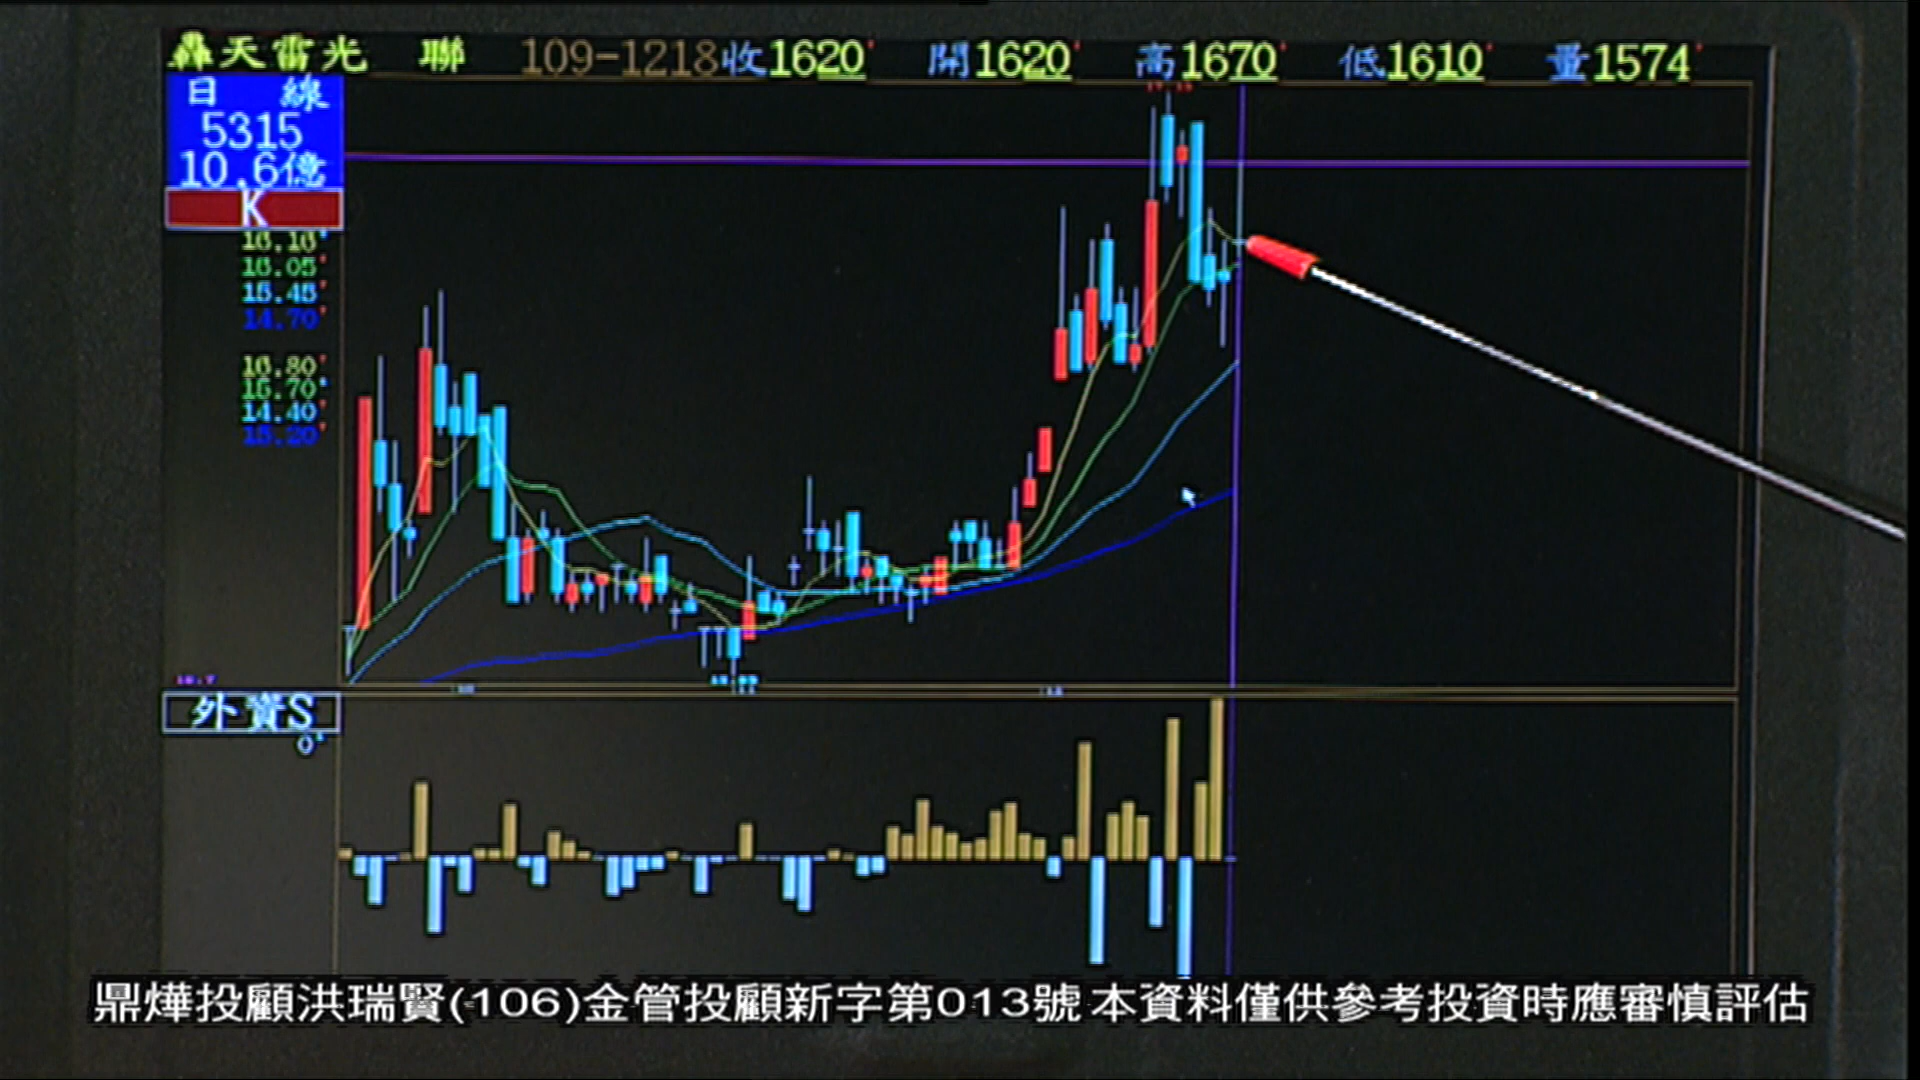 天雷光 聯 109-1218 收1620 開1620 高1670 低1610 量1574
日 線
5315
10.6億
K
16.16
16.05
15.45
14.70
16.80
15.70
14.40
15.20
外資S
0
鼎燁投顧洪瑞賢(106)金管投顧新字第013號 本資料僅供參考投資時應審慎評估